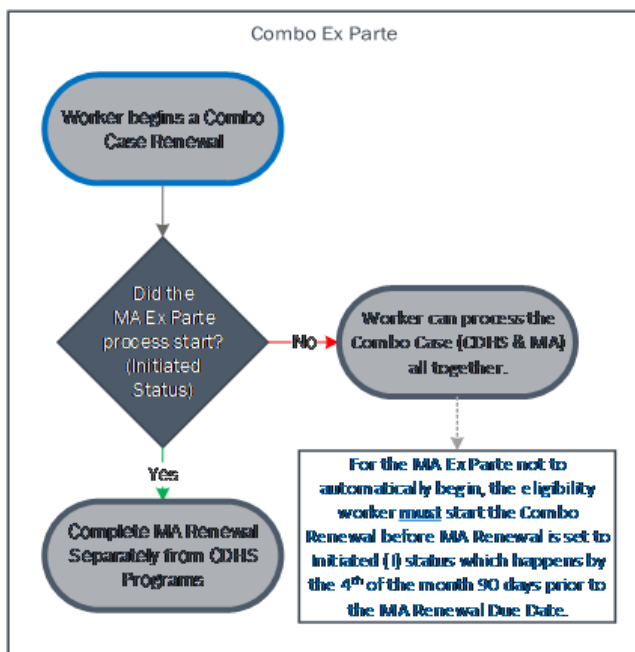 Combo Ex Parte
Worker begins a Combo
Case Renewal
Did the
MA Ex Parte
process start?
(Initiated
Status)
No
Worker can process the
Combo Case (CDHS & MA)
all together.
Yes
Complete MA Renewal
Separately from CDHS
Programs
For the MA Ex Parte not to
automatically begin, the eligibility
worker must start the Combo
Renewal before MA Renewal is set to
Initiated (I) status which happens by
the 4th of the month 90 days prior to
the MA Renewal Due Date.